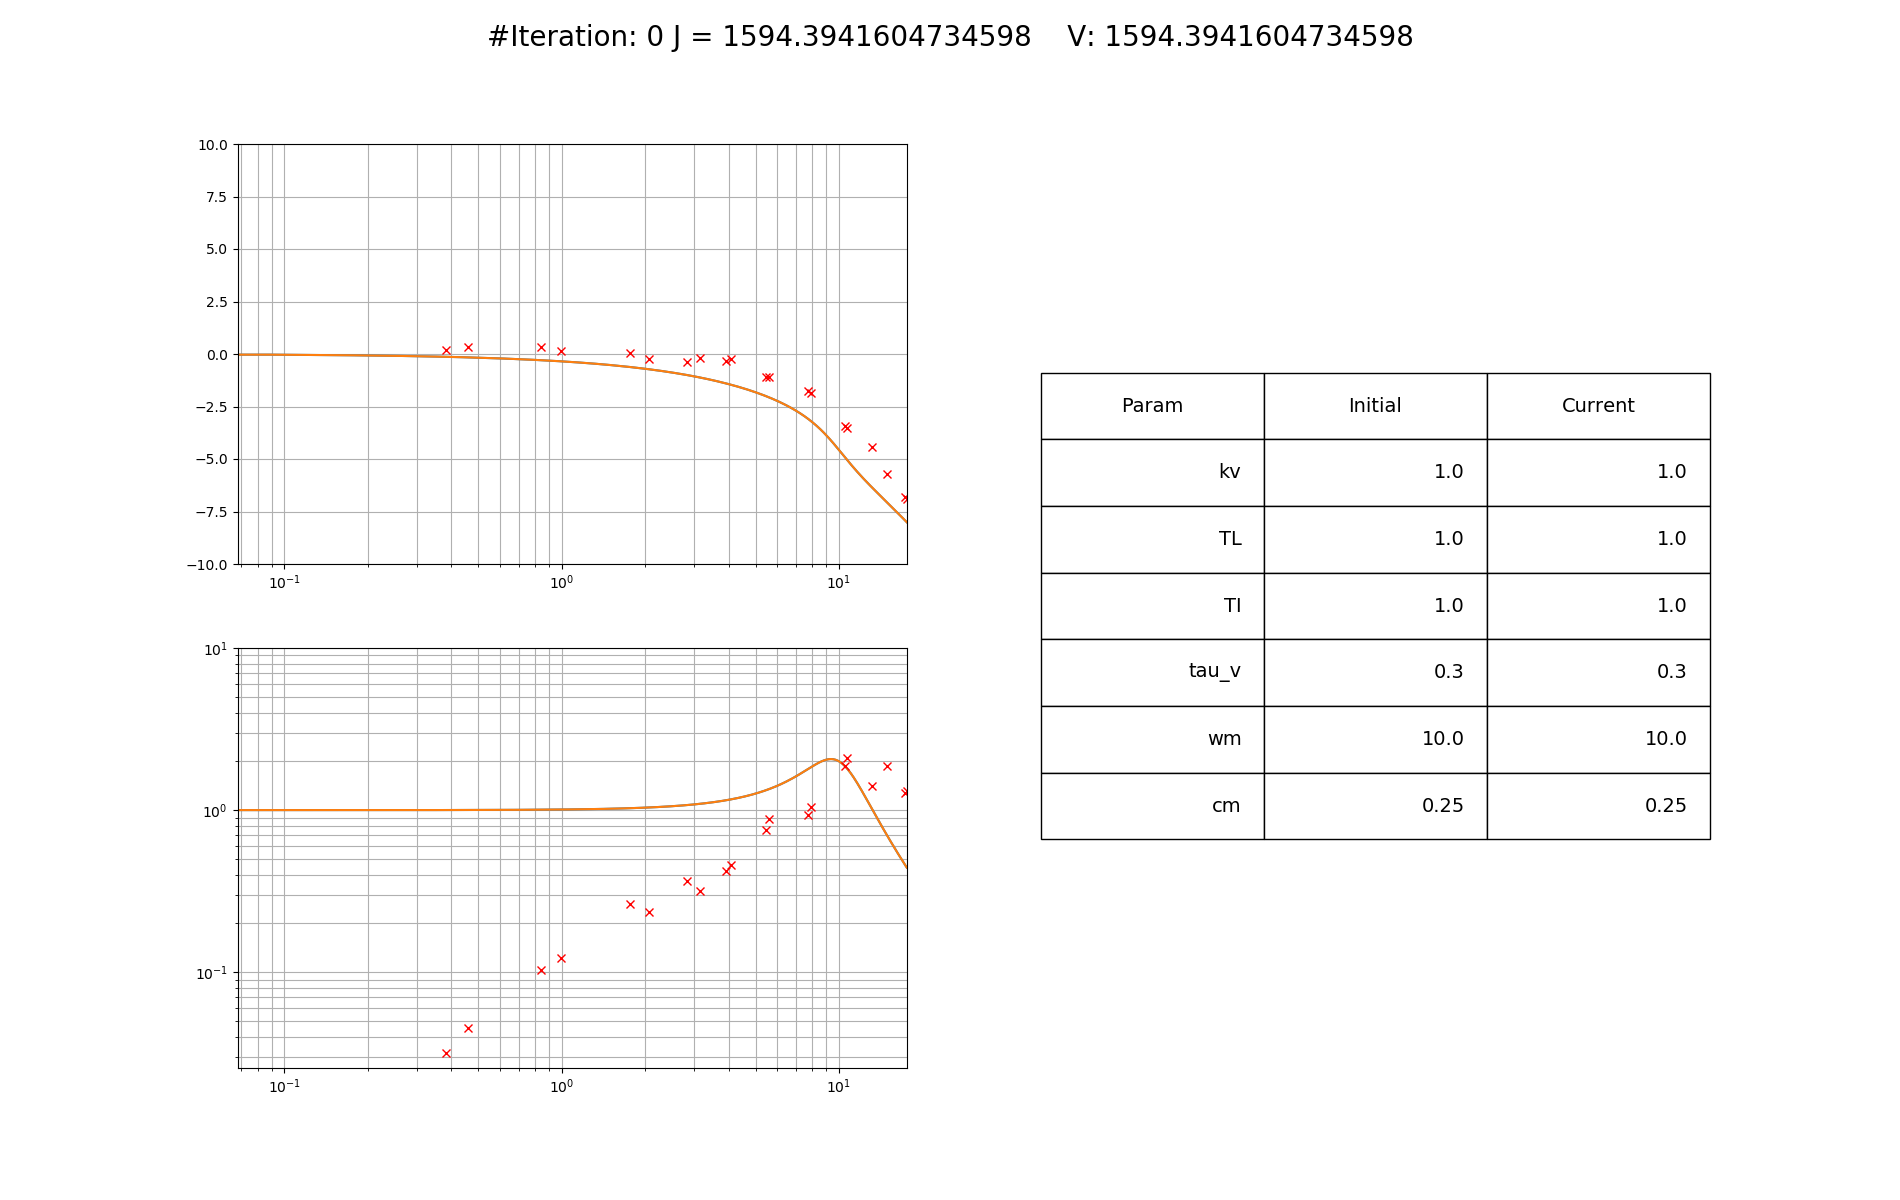 #Iteration: 0 J = 1594.3941604734598    V: 1594.3941604734598
10.0
7.5
5.0
2.5
0.0
−2.5
−5.0
−7.5
−10.0
10⁻¹ 10⁰ 10¹
10¹
10⁰
10⁻¹
10⁻¹ 10⁰ 10¹
Param Initial Current
kv 1.0 1.0
TL 1.0 1.0
TI 1.0 1.0
tau_v 0.3 0.3
wm 10.0 10.0
cm 0.25 0.25